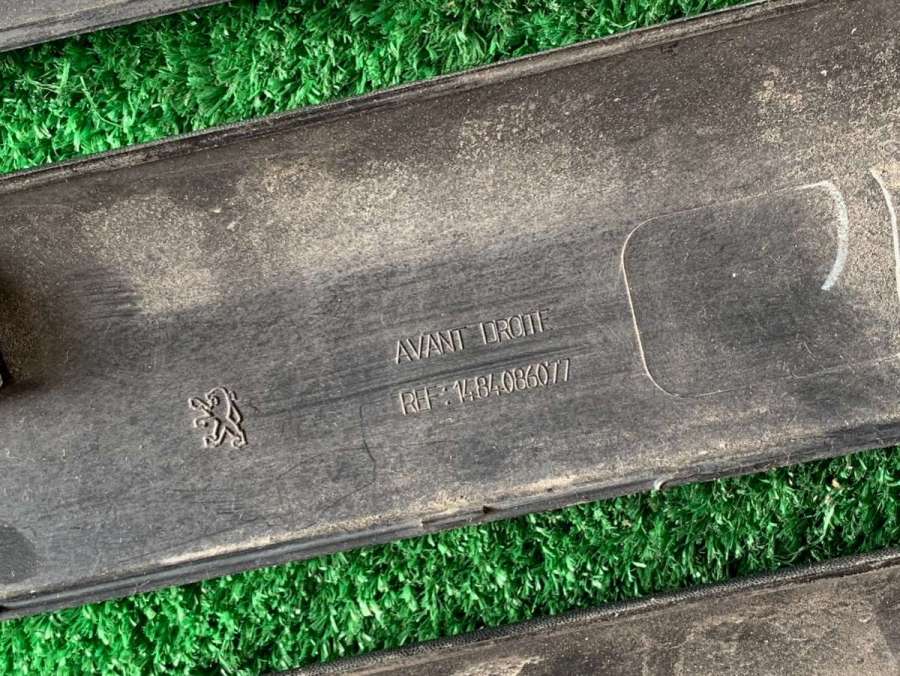 AVANT DROITE
REF : 1484086077